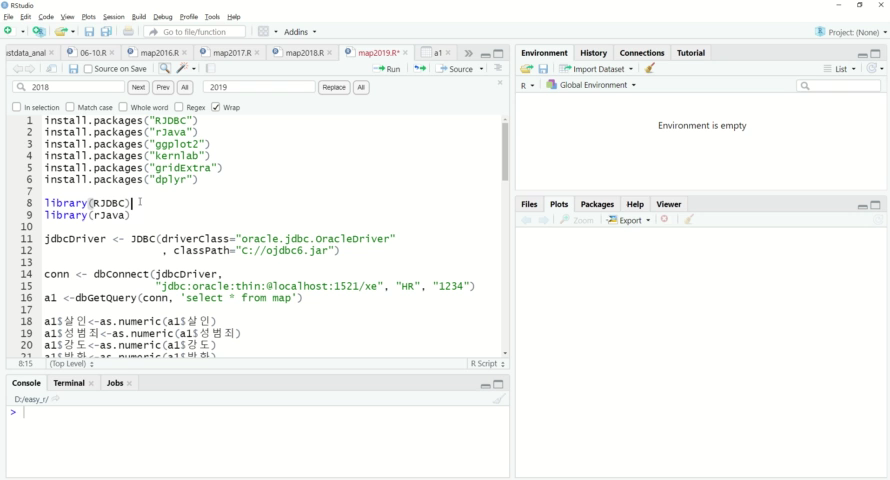 RStudio
File Edit Code View Plots Session Build Debug Profile Tools Help
Go to file/function Addins Project: (None)
istdata_anal 06-10.R map2016.R map2017.R map2018.R map2019.R* a1
Source on Save Run Source
2018 Next Prev All 2019 Replace All
In selection Match case Whole word Regex Wrap
1 install.packages("RJDBC")
2 install.packages("rJava")
3 install.packages("ggplot2")
4 install.packages("kernlab")
5 install.packages("gridExtra")
6 install.packages("dplyr")
7
8 library(RJDBC)
9 library(rJava)
10
11 jdbcDriver <- JDBC(driverClass="oracle.jdbc.OracleDriver"
12 , classPath="C://ojdbc6.jar")
13
14 conn <- dbConnect(jdbcDriver,
15 "jdbc:oracle:thin:@localhost:1521/xe", "HR", "1234")
16 a1 <-dbGetQuery(conn, 'select * from map')
17
18 a1$살인<-as.numeric(a1$살인)
19 a1$성범죄<-as.numeric(a1$성범죄)
20 a1$강도<-as.numeric(a1$강도)
21 a1$방화<-as.numeric(a1$방화)
8:15 (Top Level) R Script
Console Terminal Jobs
D:/easy_r/
>
Environment History Connections Tutorial
Import Dataset List
R Global Environment
Environment is empty
Files Plots Packages Help Viewer
Zoom Export